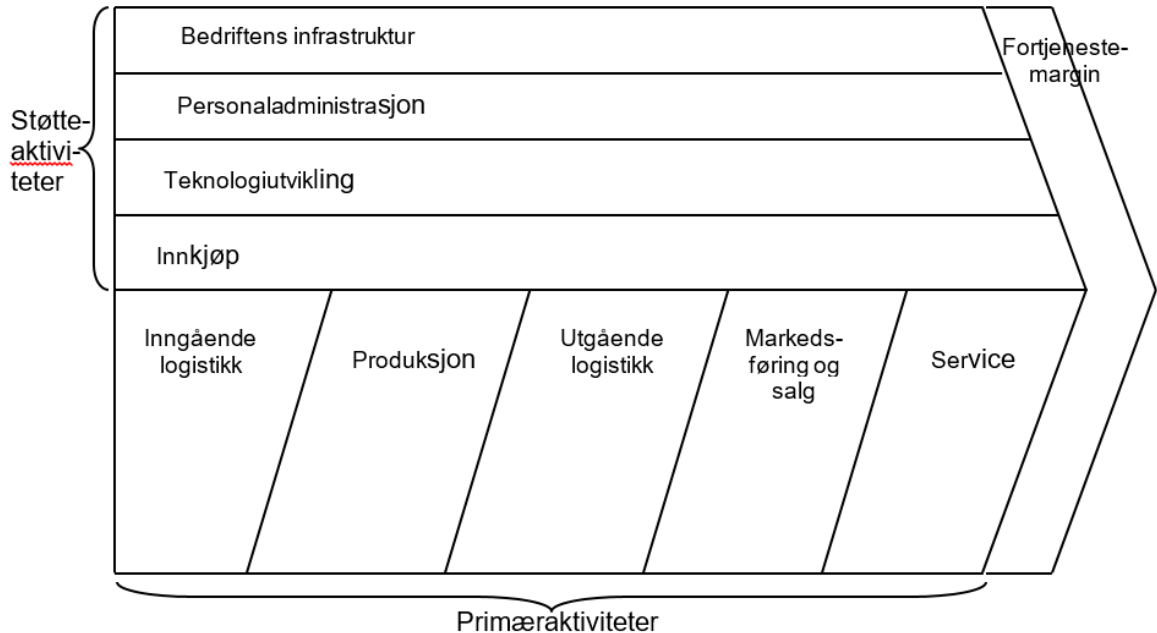 Bedriftens infrastruktur
Fortjeneste-
margin
Personaladministrasjon
Støtte-
aktivi-
teter
Teknologiutvikling
Innkjøp
Inngående
logistikk
Produksjon
Utgående
logistikk
Markeds-
føring og
salg
Service
Primæraktiviteter